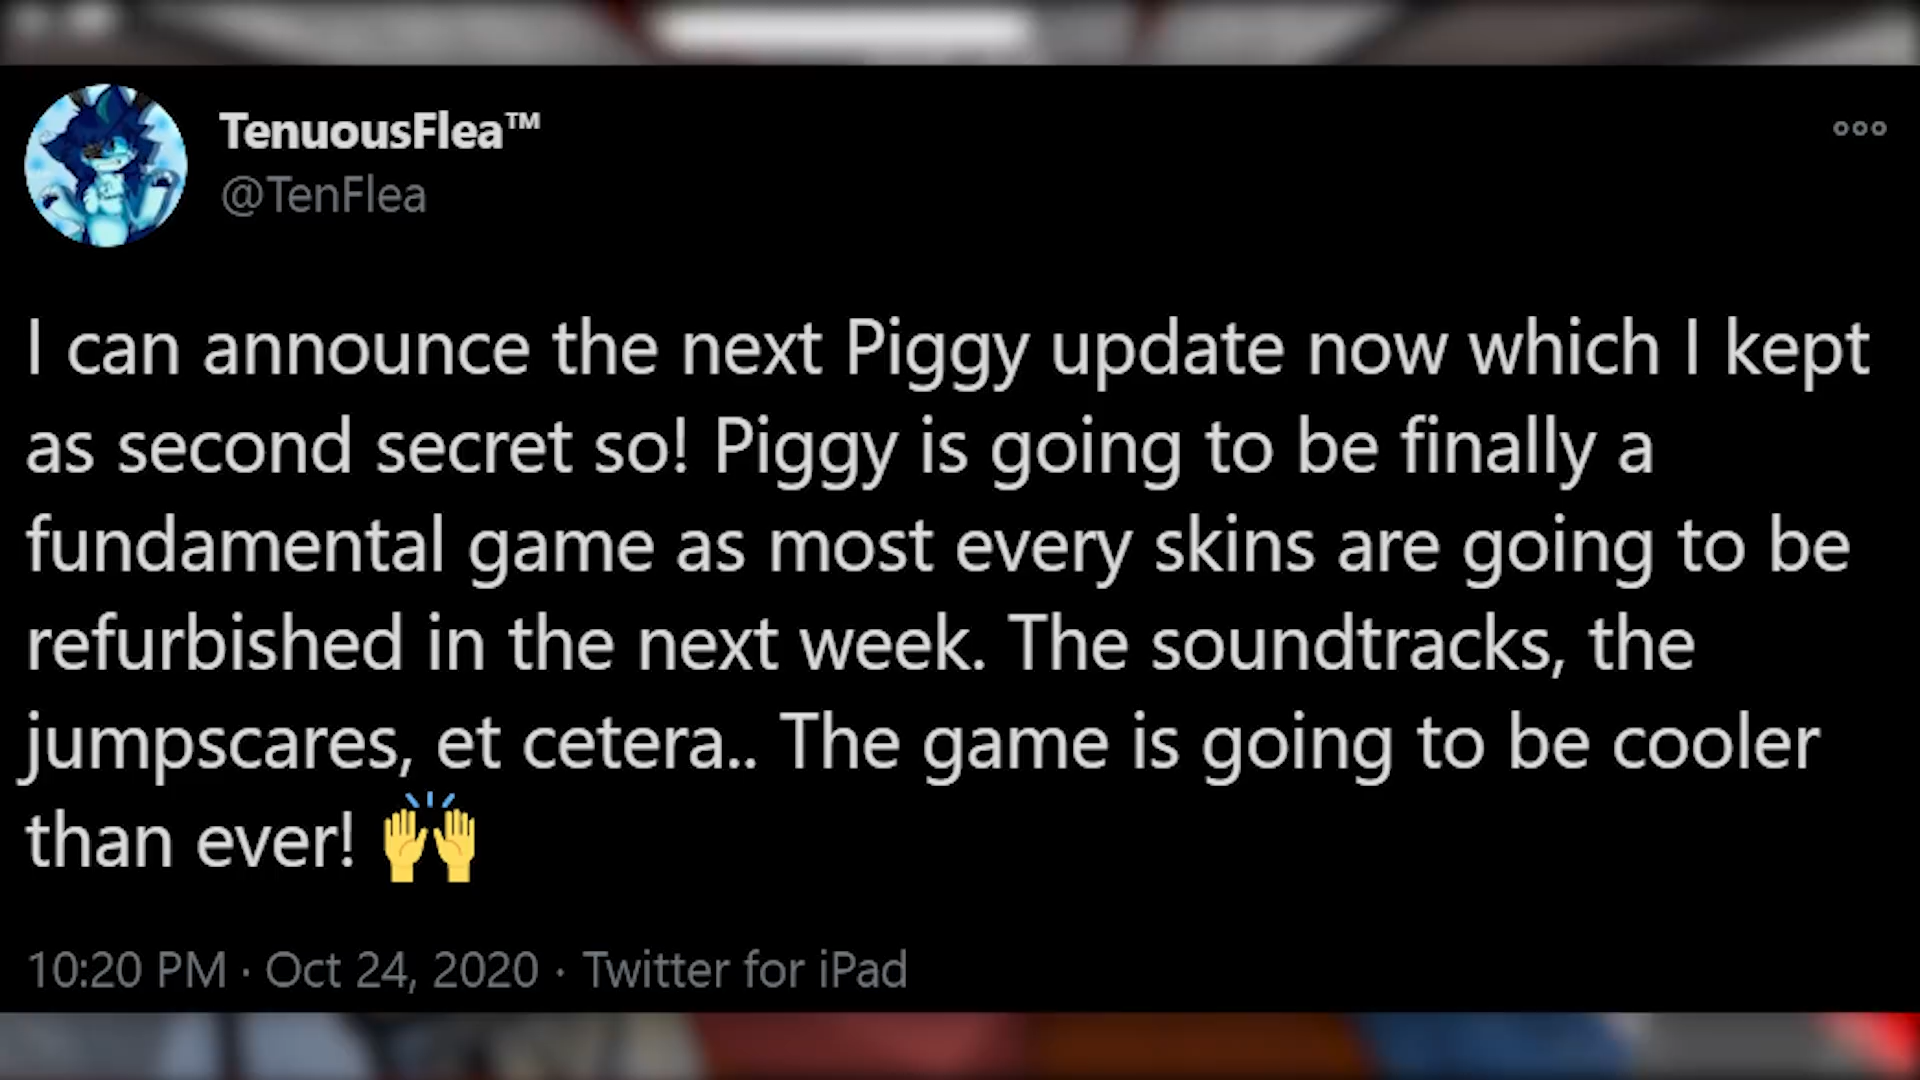 TenuousFlea™
@TenFlea
I can announce the next Piggy update now which I kept
as second secret so! Piggy is going to be finally a
fundamental game as most every skins are going to be
refurbished in the next week. The soundtracks, the
jumpscares, et cetera.. The game is going to be cooler
than ever! 🙌
10:20 PM · Oct 24, 2020 · Twitter for iPad